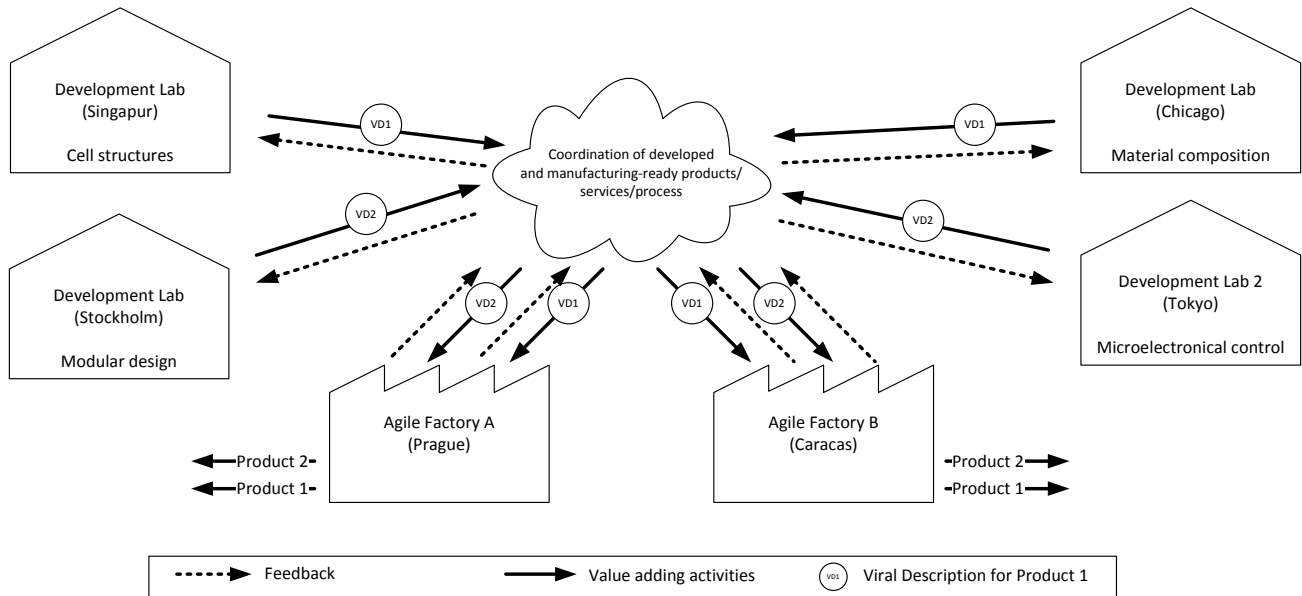 Development Lab
(Singapur)
Cell structures
VD1
Coordination of developed
and manufacturing-ready products/
services/process
VD1
Development Lab
(Chicago)
Material composition
Development Lab
(Stockholm)
Modular design
VD2
VD2
Development Lab 2
(Tokyo)
Microelectronical control
VD2
VD1
VD1
VD2
Agile Factory A
(Prague)
Agile Factory B
(Caracas)
Product 2
Product 1
Product 2
Product 1
Feedback
Value adding activities
VD1
Viral Description for Product 1